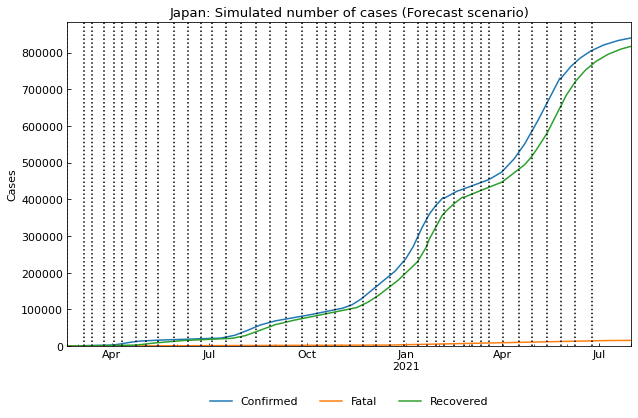 Japan: Simulated number of cases (Forecast scenario)
800000
700000
600000
500000
400000
300000
200000
100000
0
Cases
Apr Jul Oct Jan Apr Jul
2021
Confirmed Fatal Recovered